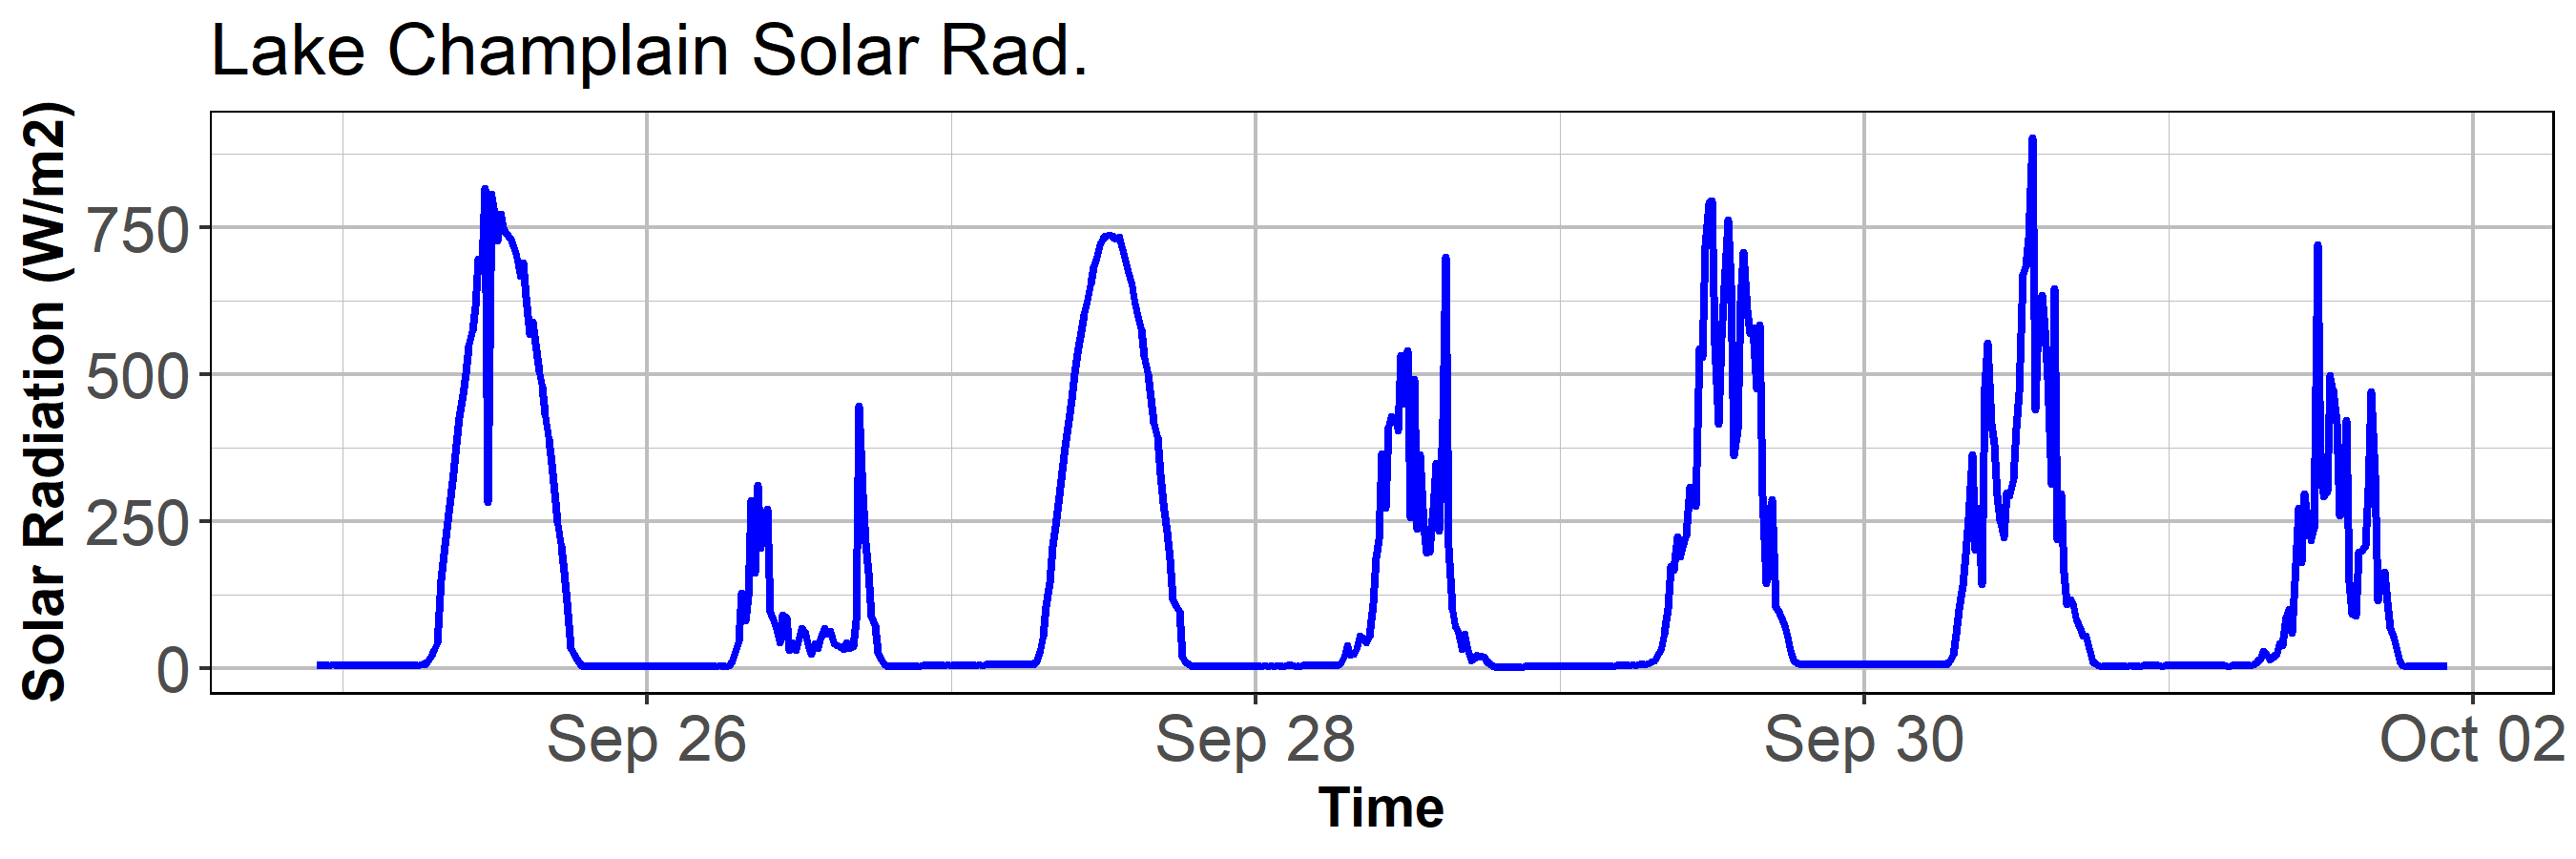 Lake Champlain Solar Rad.
Solar Radiation (W/m2)
750
500
250
0
Sep 26 Sep 28 Sep 30 Oct 02
Time